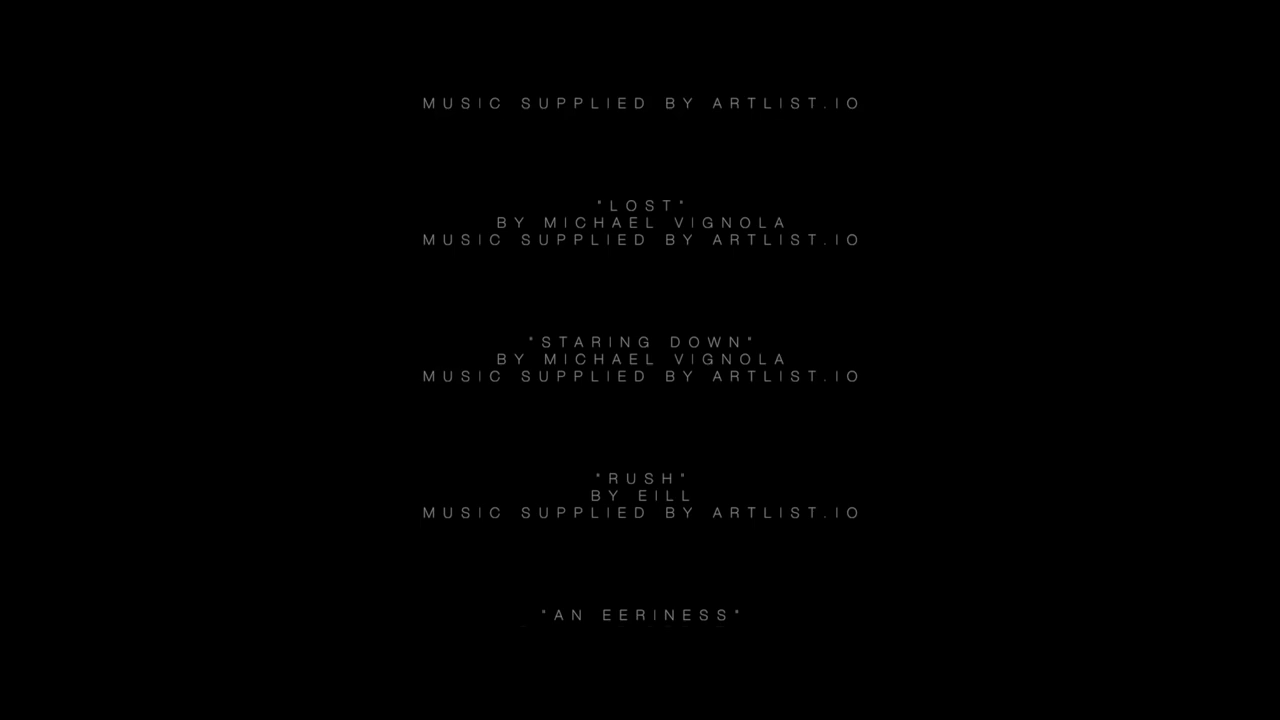 MUSIC SUPPLIED BY ARTLIST.IO
"LOST"
BY MICHAEL VIGNOLA
MUSIC SUPPLIED BY ARTLIST.IO
"STARING DOWN"
BY MICHAEL VIGNOLA
MUSIC SUPPLIED BY ARTLIST.IO
"RUSH"
BY EILL
MUSIC SUPPLIED BY ARTLIST.IO
"AN EERINESS"